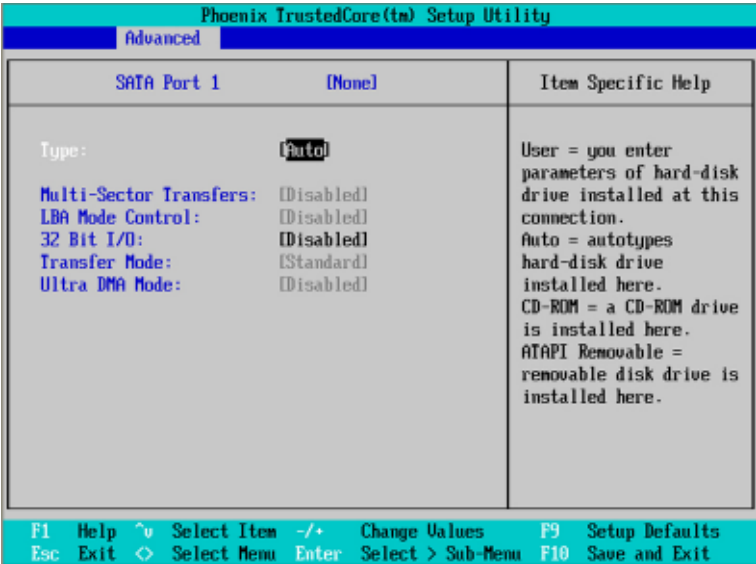 Phoenix TrustedCore(tm) Setup Utility
Advanced
SATA Port 1 [None]
Type: [Auto]
Multi-Sector Transfers: [Disabled]
LBA Mode Control: [Disabled]
32 Bit I/O: [Disabled]
Transfer Mode: [Standard]
Ultra DMA Mode: [Disabled]
Item Specific Help
User = you enter
parameters of hard-disk
drive installed at this
connection.
Auto = autotypes
hard-disk drive
installed here.
CD-ROM = a CD-ROM drive
is installed here.
ATAPI Removable =
removable disk drive is
installed here.
F1 Help ^v Select Item -/+ Change Values F9 Setup Defaults
Esc Exit <> Select Menu Enter Select > Sub-Menu F10 Save and Exit